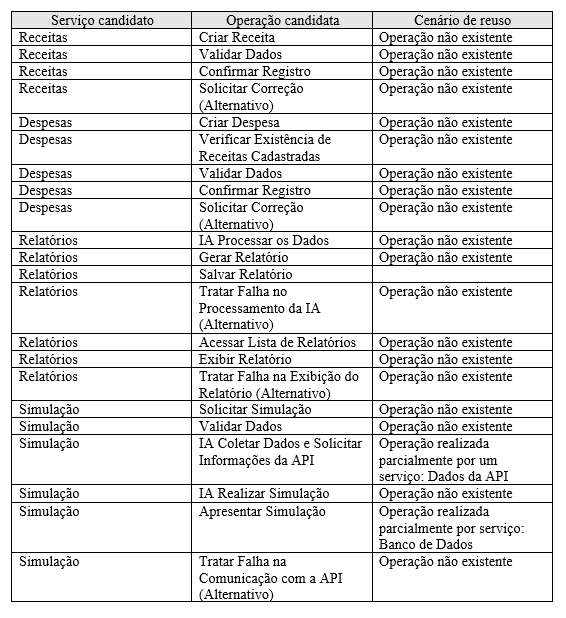 Serviço candidato Operação candidata Cenário de reuso
Receitas Criar Receita Operação não existente
Receitas Validar Dados Operação não existente
Receitas Confirmar Registro Operação não existente
Receitas Solicitar Correção Operação não existente
(Alternativo)
Despesas Criar Despesa Operação não existente
Despesas Verificar Existência de Operação não existente
Receitas Cadastradas
Despesas Validar Dados Operação não existente
Despesas Confirmar Registro Operação não existente
Despesas Solicitar Correção Operação não existente
(Alternativo)
Relatórios IA Processar os Dados Operação não existente
Relatórios Gerar Relatório Operação não existente
Relatórios Salvar Relatório
Relatórios Tratar Falha no Operação não existente
Processamento da IA
(Alternativo)
Relatórios Acessar Lista de Relatórios Operação não existente
Relatórios Exibir Relatório Operação não existente
Relatórios Tratar Falha na Exibição do Operação não existente
Relatório (Alternativo)
Simulação Solicitar Simulação Operação não existente
Simulação Validar Dados Operação não existente
Simulação IA Coletar Dados e Solicitar Operação realizada
Informações da API parcialmente por um
serviço: Dados da API
Simulação IA Realizar Simulação Operação não existente
Simulação Apresentar Simulação Operação realizada
parcialmente por serviço:
Banco de Dados
Simulação Tratar Falha na Operação não existente
Comunicação com a API
(Alternativo)